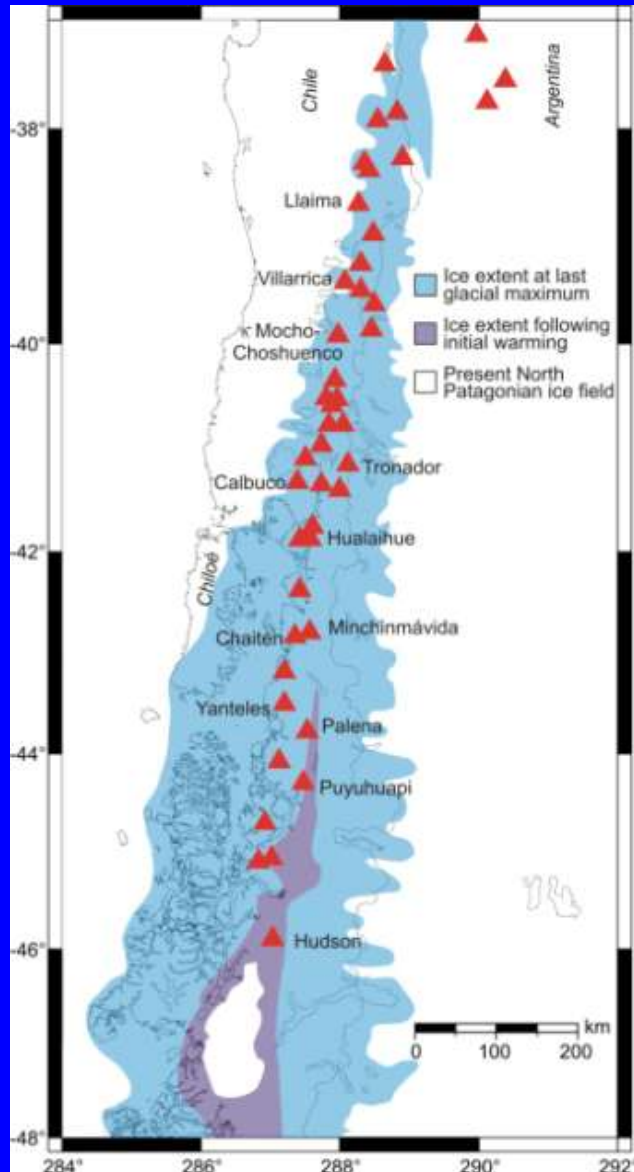 Chile
Argentina
-38°
Llaima
Villarrica
Ice extent at last
glacial maximum
Mocho-
Choshuenco
Ice extent following
initial warming
-40°
Present North
Patagonian ice field
Tronador
Calbuco
Hualaihue
-42°
Chiloé
Minchinmávida
Chaitén
Yanteles
Palena
-44°
Puyuhuapi
Hudson
-46°
km
0 100 200
-48°
284° 286° 288° 290° 292°